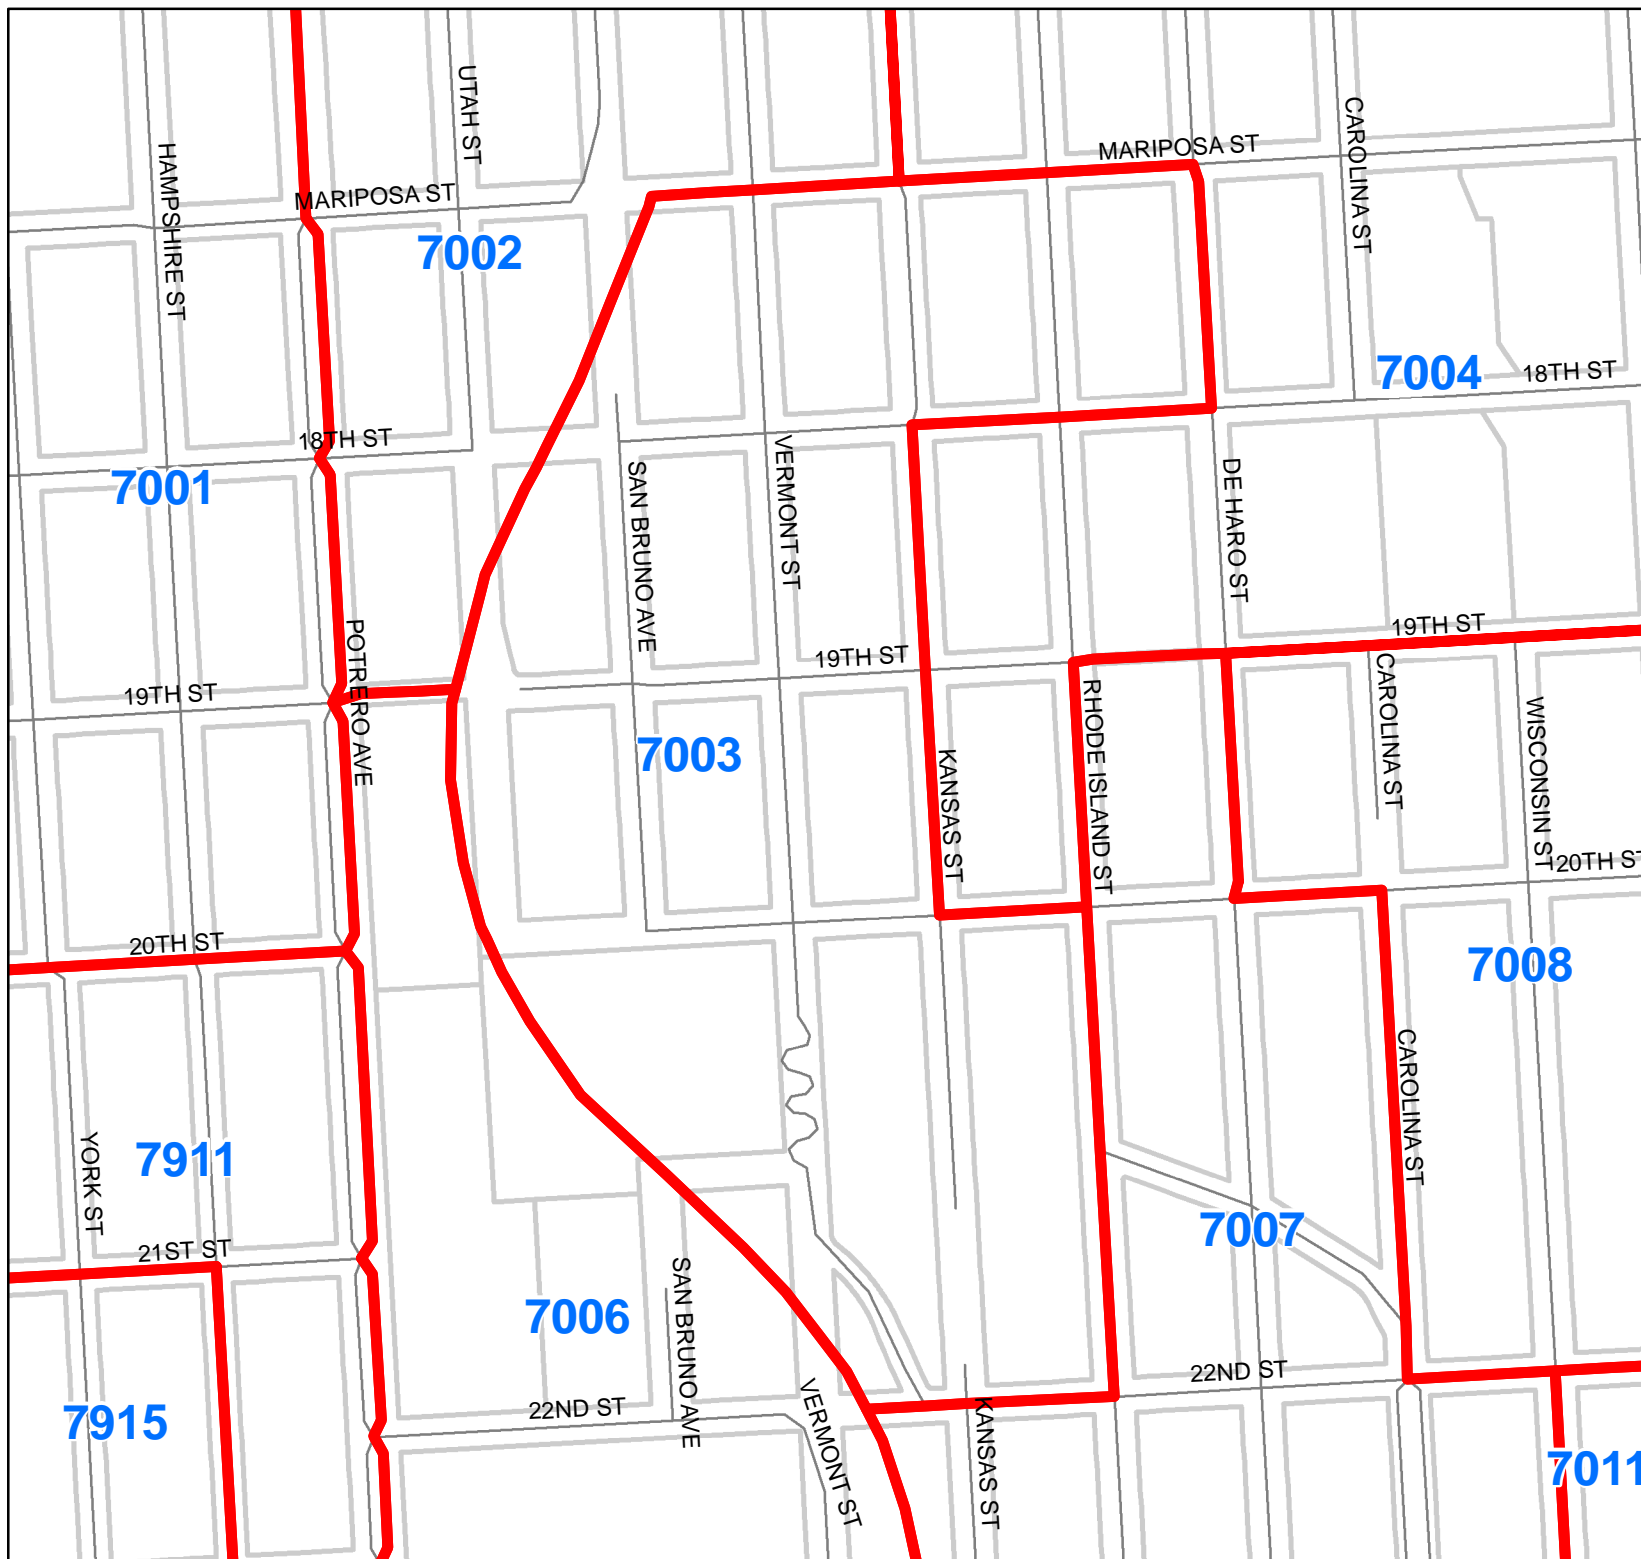 UTAH ST
CAROLINA ST
HAMPSHIRE ST
MARIPOSA ST
MARIPOSA ST
7002
7004
18TH ST
18TH ST
7001
VERMONT ST
SAN BRUNO AVE
DE HARO ST
19TH ST
POTRERO AVE
19TH ST
19TH ST
CAROLINA ST
RHODE ISLAND ST
WISCONSIN ST
7003
KANSAS ST
20TH ST
20TH ST
7008
CAROLINA ST
YORK ST
7911
7007
21ST ST
SAN BRUNO AVE
7006
22ND ST
VERMONT ST
22ND ST
KANSAS ST
7915
7011